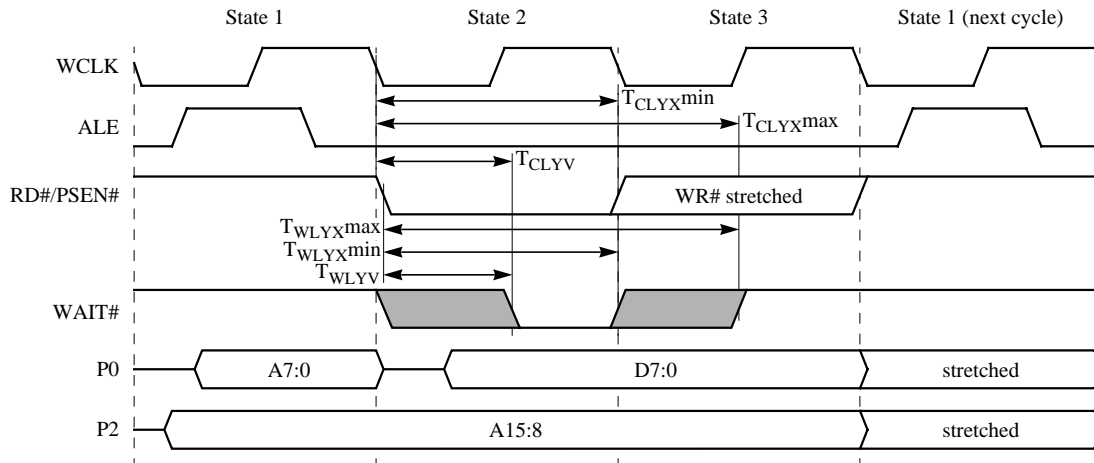 State 1 State 2 State 3 State 1 (next cycle)
WCLK
TCLYXmin
ALE
TCLYXmax
TCLYV
RD#/PSEN#
WR# stretched
TWLYXmax
TWLYXmin
TWLYV
WAIT#
P0 A7:0 D7:0 stretched
P2 A15:8 stretched